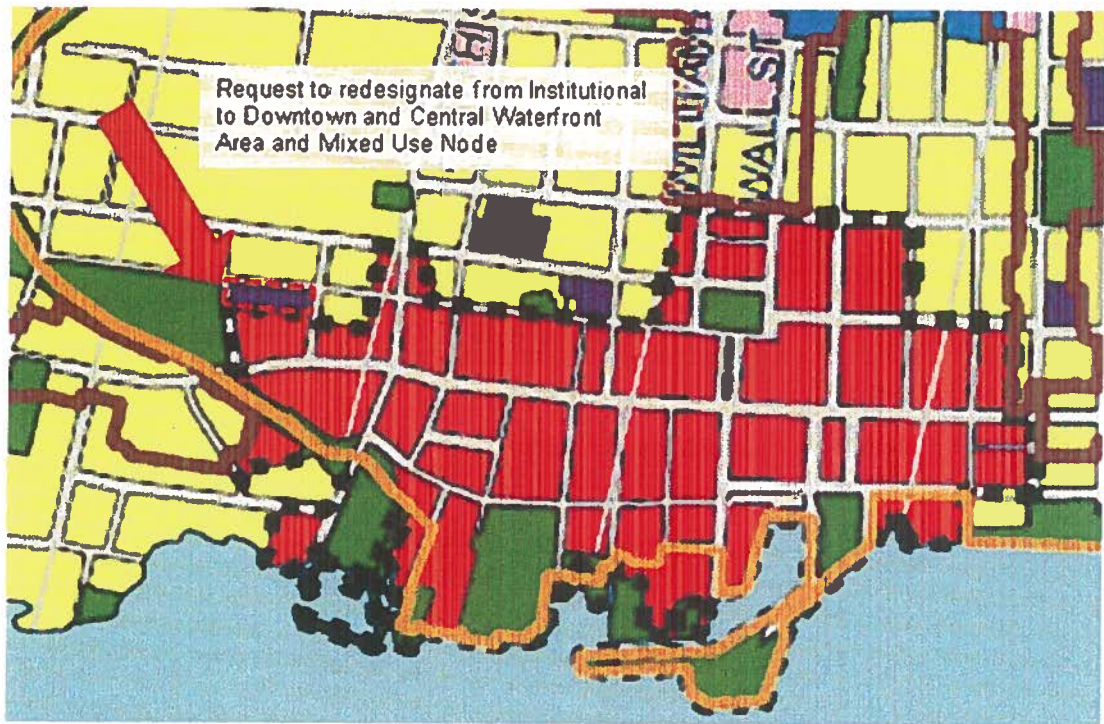 Request to redesignate from Institutional
to Downtown and Central Waterfront
Area and Mixed Use Node
WILLIAM
WALL ST